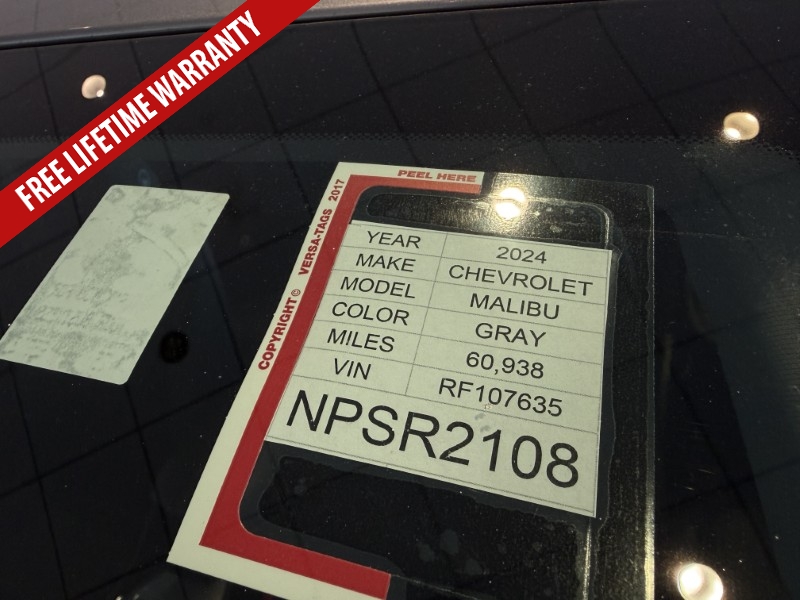 FREE LIFETIME WARRANTY
PEEL HERE
COPYRIGHT © VERSA-TAGS 2017
YEAR 2024
MAKE CHEVROLET
MODEL MALIBU
COLOR GRAY
MILES 60,938
VIN RF107635
NPSR2108